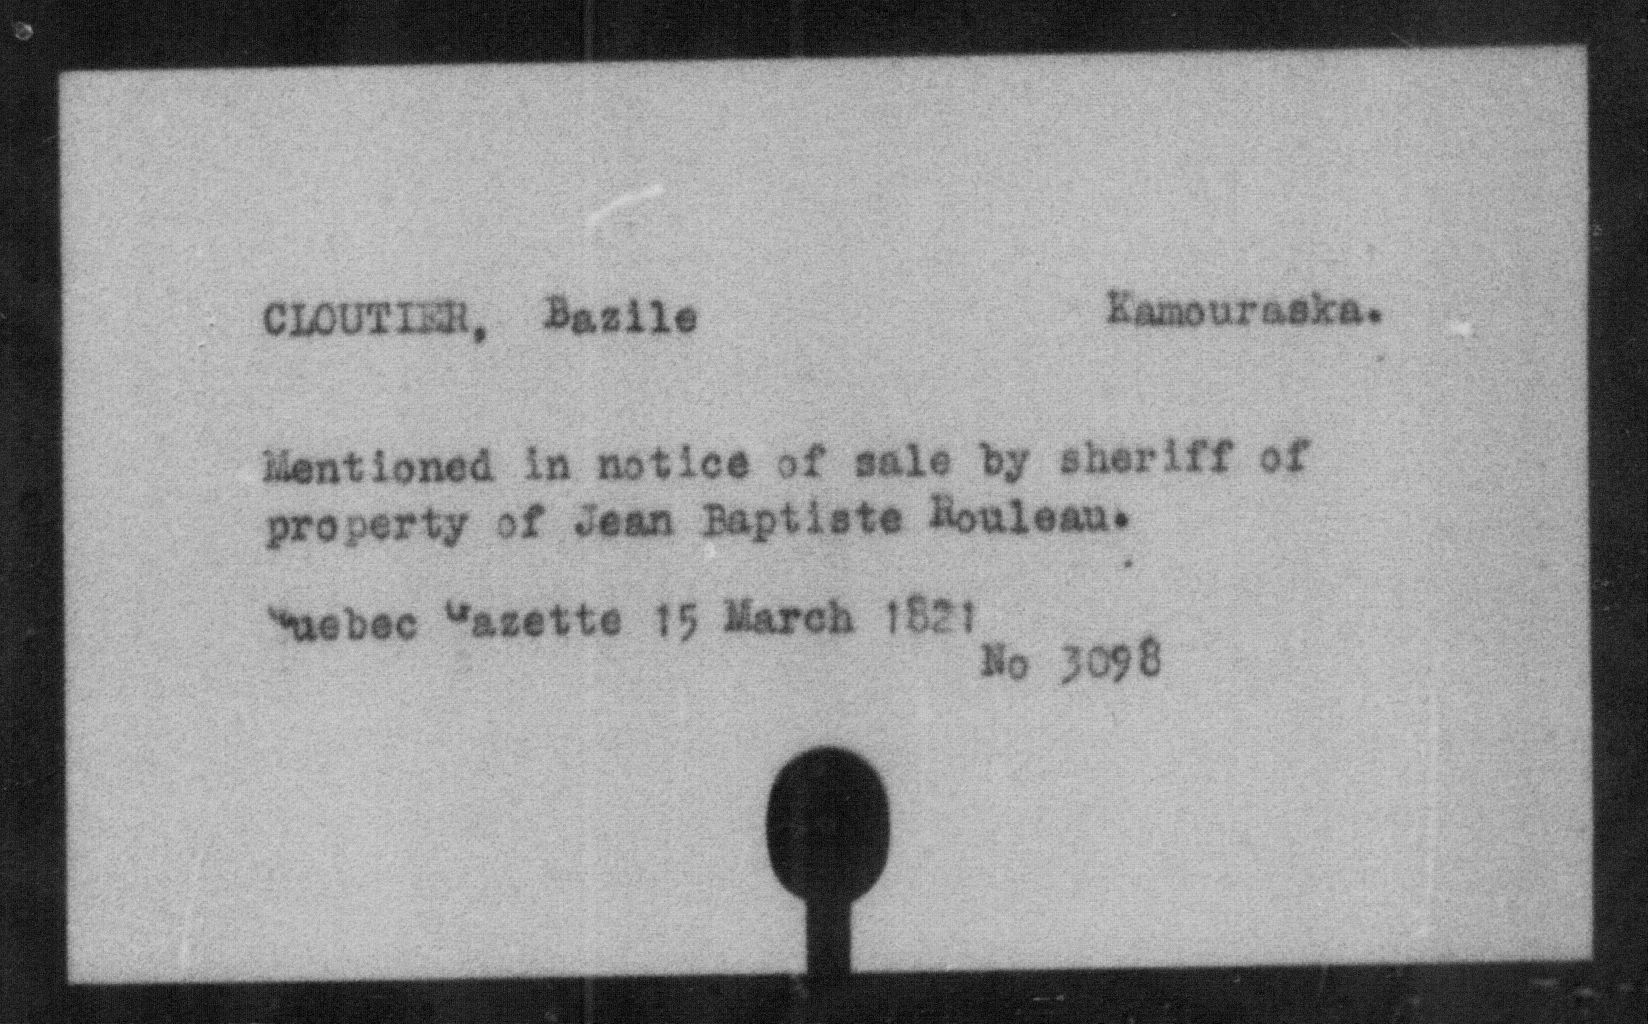 CLOUTIER, Bazile Kamouraska.
Mentioned in notice of sale by sheriff of
property of Jean Baptiste Rouleau.
Quebec Gazette 15 March 1821
No 3098